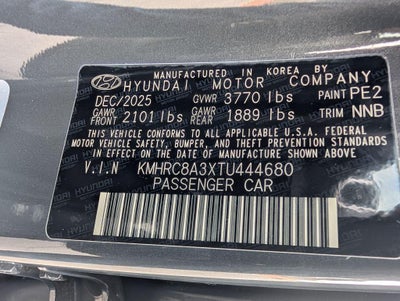 MANUFACTURED IN KOREA BY
HYUNDAI MOTOR COMPANY
DEC/2025 GVWR 3770 lbs PAINT PE2
GAWR FRONT 2101 lbs GAWR REAR 1889 lbs TRIM NNB
THIS VEHICLE CONFORMS TO ALL APPLICABLE U.S.A. FEDERAL
MOTOR VEHICLE SAFETY, BUMPER, AND THEFT PREVENTION STANDARDS
IN EFFECT ON THE DATE OF MANUFACTURE SHOWN ABOVE.
V.I.N KMHRC8A3XTU444680
PASSENGER CAR